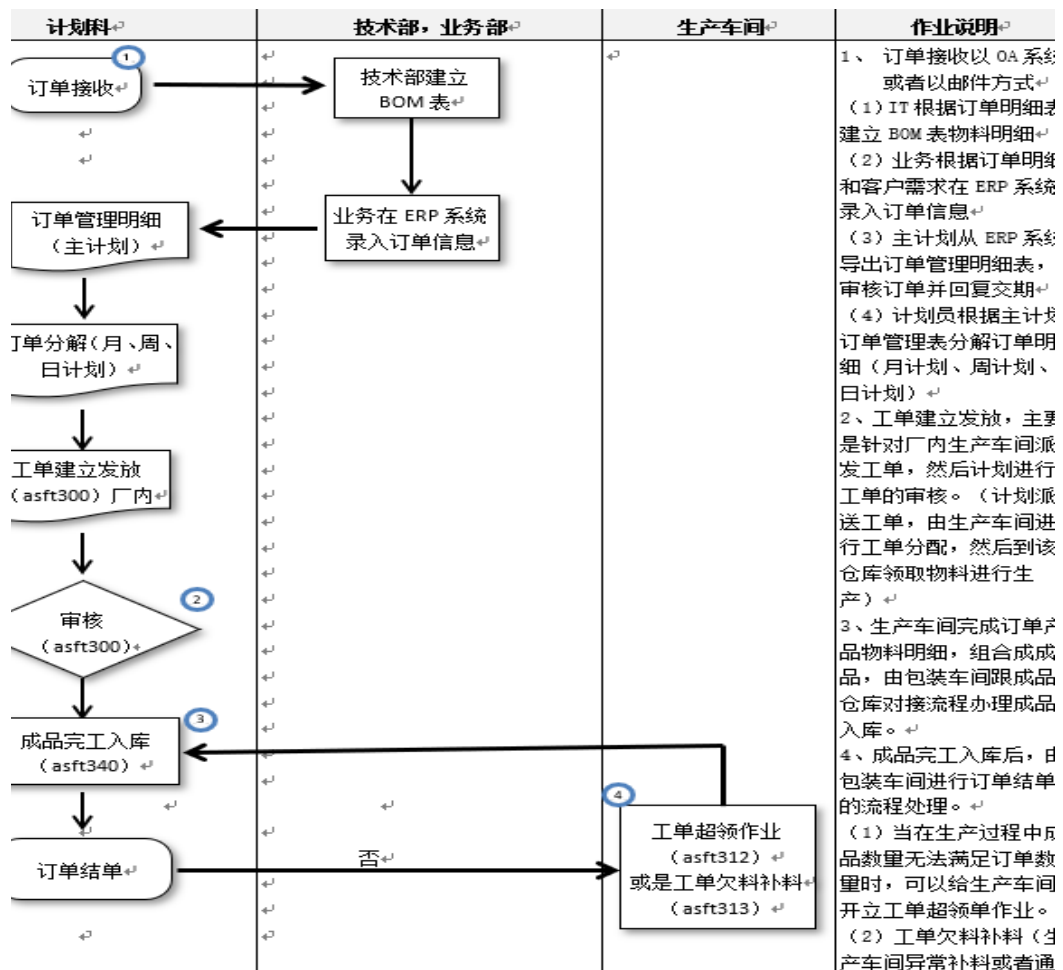 计划科
技术部，业务部
生产车间
作业说明
1
订单接收
技术部建立
BOM 表
业务在 ERP 系统
录入订单信息
订单管理明细
（主计划）
订单分解（月、周、
日计划）
工单建立发放
（asft300）厂内
2
审核
（asft300）
3
成品完工入库
（asft340）
订单结单
否
4
工单超领作业
（asft312）
或是工单欠料补料
（asft313）
1、 订单接收以 OA 系统
或者以邮件方式
（1）IT 根据订单明细表
建立 BOM 表物料明细
（2）业务根据订单明细
和客户需求在 ERP 系统
录入订单信息
（3）主计划从 ERP 系统
导出订单管理明细表，
审核订单并回复交期
（4）计划员根据主计划
订单管理表分解订单明
细（月计划、周计划、
日计划）
2、工单建立发放，主要
是针对厂内生产车间派
发工单，然后计划进行
工单的审核。（计划派
送工单，由生产车间进
行工单分配，然后到该
仓库领取物料进行生
产）
3、生产车间完成订单产
品物料明细，组合成成
品，由包装车间跟成品
仓库对接流程办理成品
入库。
4、成品完工入库后，由
包装车间进行订单结单
的流程处理。
（1）当在生产过程中成
品数量无法满足订单数
量时，可以给生产车间
开立工单超领单作业。
（2）工单欠料补料（生
产车间异常补料或者通